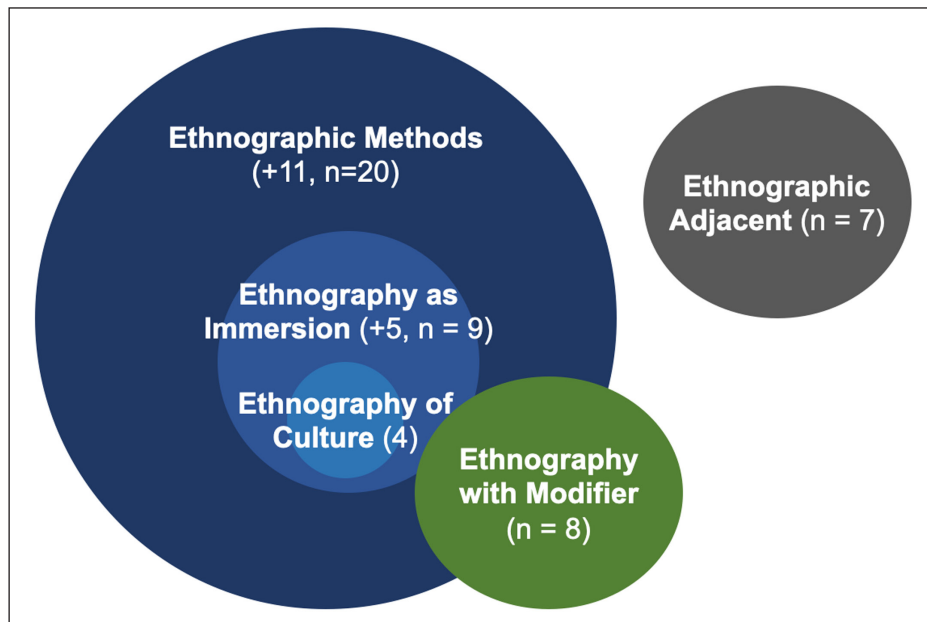 Ethnographic Methods
(+11, n=20)
Ethnographic
Adjacent (n = 7)
Ethnography as
Immersion (+5, n = 9)
Ethnography of
Culture (4)
Ethnography
with Modifier
(n = 8)